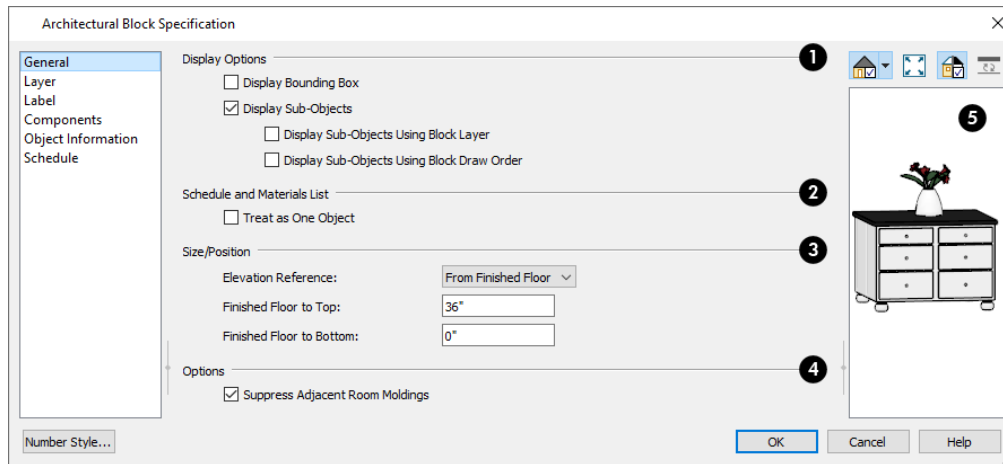 Architectural Block Specification
General
Layer
Label
Components
Object Information
Schedule
Display Options
1
Display Bounding Box
Display Sub-Objects
Display Sub-Objects Using Block Layer
Display Sub-Objects Using Block Draw Order
Schedule and Materials List
2
Treat as One Object
Size/Position
3
Elevation Reference: From Finished Floor
Finished Floor to Top: 36"
Finished Floor to Bottom: 0"
Options
4
Suppress Adjacent Room Moldings
5
Number Style...
OK
Cancel
Help